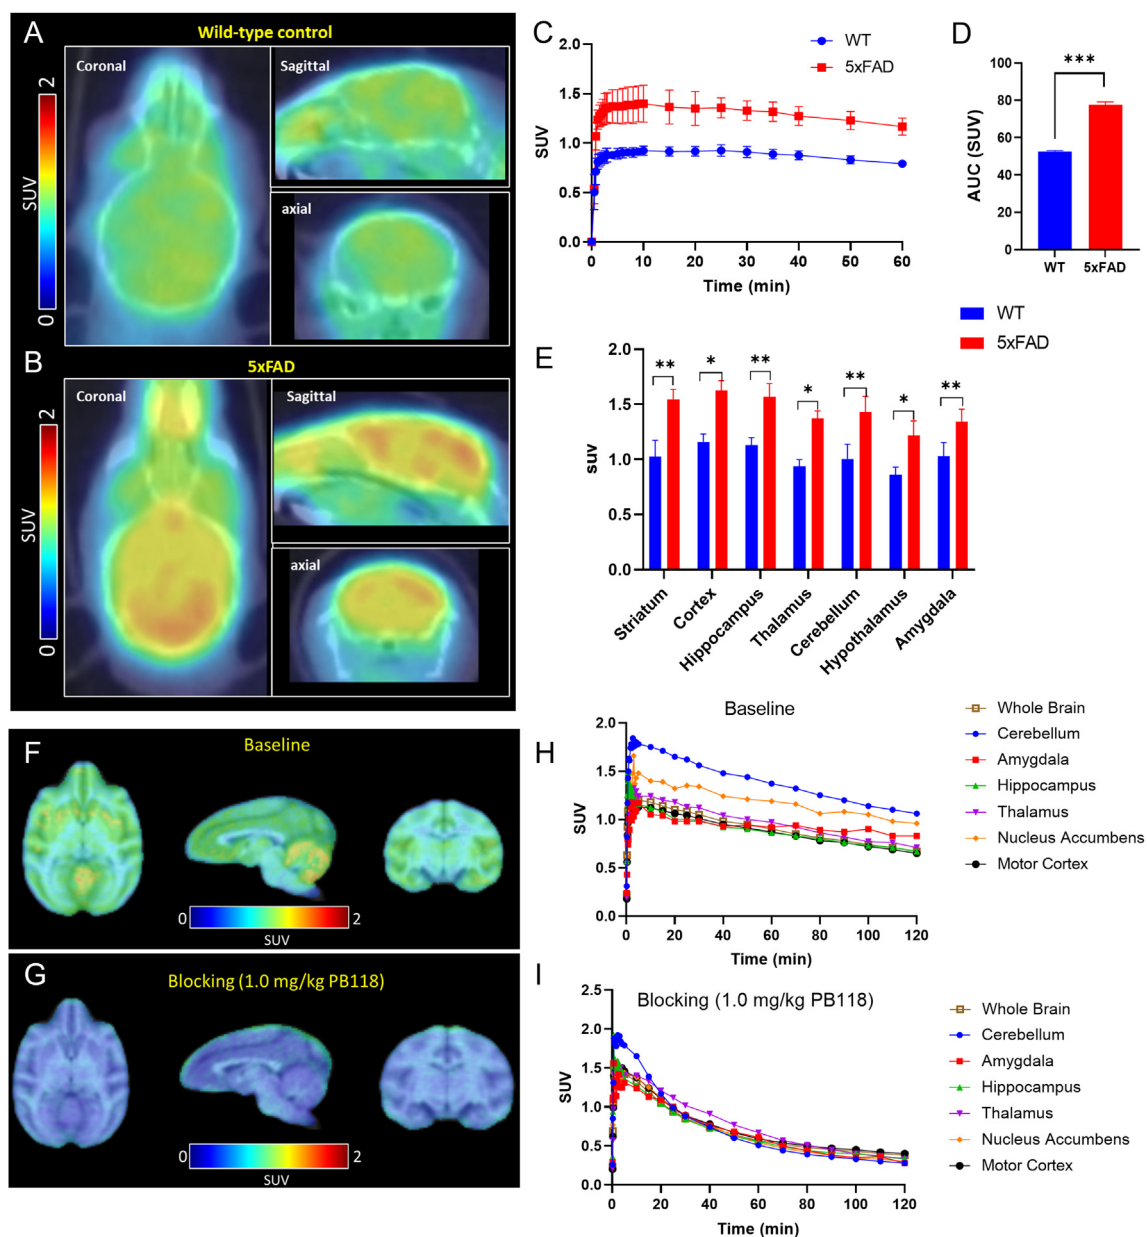 A
Wild-type control
Coronal
Sagittal
axial
2
SUV
0
B
5xFAD
Coronal
Sagittal
axial
2
SUV
0
C
WT
5xFAD
2.0
1.5
1.0
0.5
0.0
SUV
0 10 20 30 40 50 60
Time (min)
D
***
100
80
60
40
20
0
AUC (SUV)
WT 5xFAD
WT
5xFAD
E
2.0
1.5
1.0
0.5
0.0
SUV
** * ** * ** * **
Striatum
Cortex
Hippocampus
Thalamus
Cerebellum
Hypothalamus
Amygdala
F
Baseline
0 2
SUV
G
Blocking (1.0 mg/kg PB118)
0 2
SUV
H
Baseline
2.0
1.5
1.0
0.5
0.0
SUV
0 20 40 60 80 100 120
Time (min)
Whole Brain
Cerebellum
Amygdala
Hippocampus
Thalamus
Nucleus Accumbens
Motor Cortex
I
Blocking (1.0 mg/kg PB118)
2.5
2.0
1.5
1.0
0.5
0.0
SUV
0 20 40 60 80 100 120
Time (min)
Whole Brain
Cerebellum
Amygdala
Hippocampus
Thalamus
Nucleus Accumbens
Motor Cortex